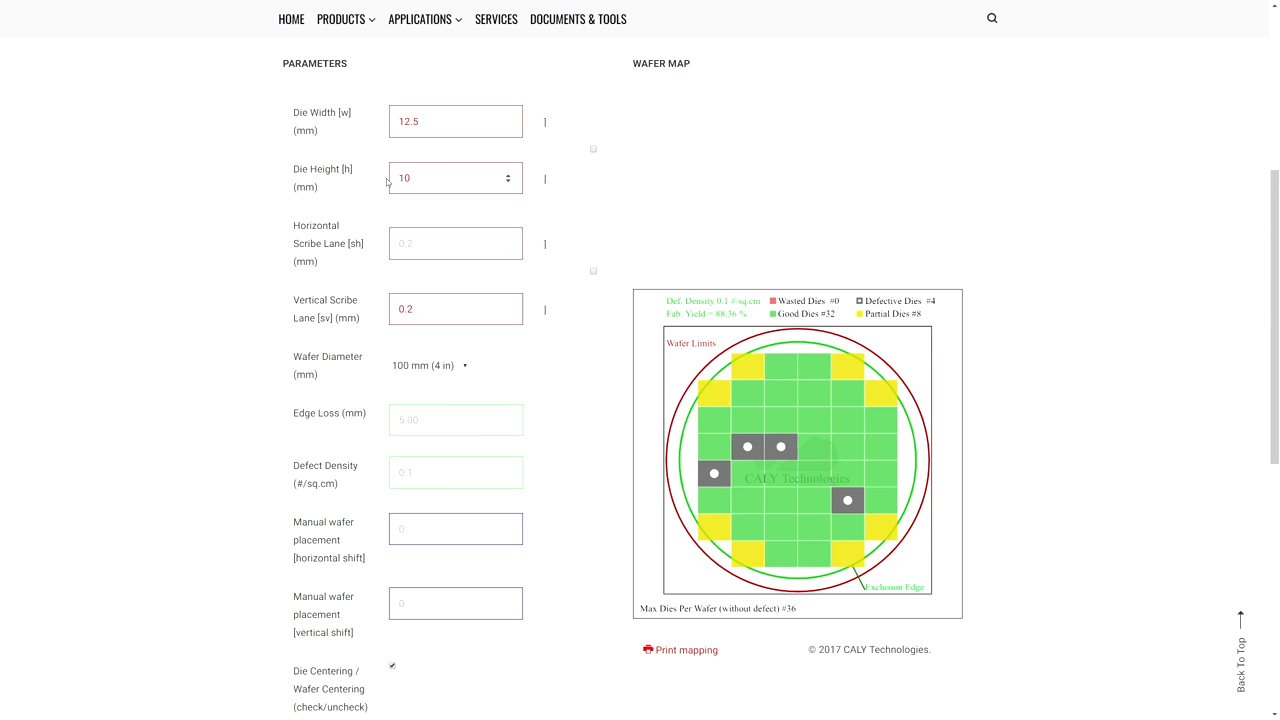 HOME PRODUCTS APPLICATIONS SERVICES DOCUMENTS & TOOLS
PARAMETERS
Die Width [w]
(mm)
12.5
Die Height [h]
(mm)
10
Horizontal
Scribe Lane [sh]
(mm)
0.2
Vertical Scribe
Lane [sv] (mm)
0.2
Wafer Diameter
(mm)
100 mm (4 in)
Edge Loss (mm)
5.00
Defect Density
(#/sq.cm)
0.1
Manual wafer
placement
[horizontal shift]
0
Manual wafer
placement
[vertical shift]
0
Die Centering /
Wafer Centering
(check/uncheck)
WAFER MAP
Def. Density 0.1 #/sq.cm Wasted Dies #0 Defective Dies #4
Fab. Yield = 88.36 % Good Dies #32 Partial Dies #8
Wafer Limits
CALY Technologies
Exclusion Edge
Max Dies Per Wafer (without defect) #36
Print mapping
© 2017 CALY Technologies.
Back To Top